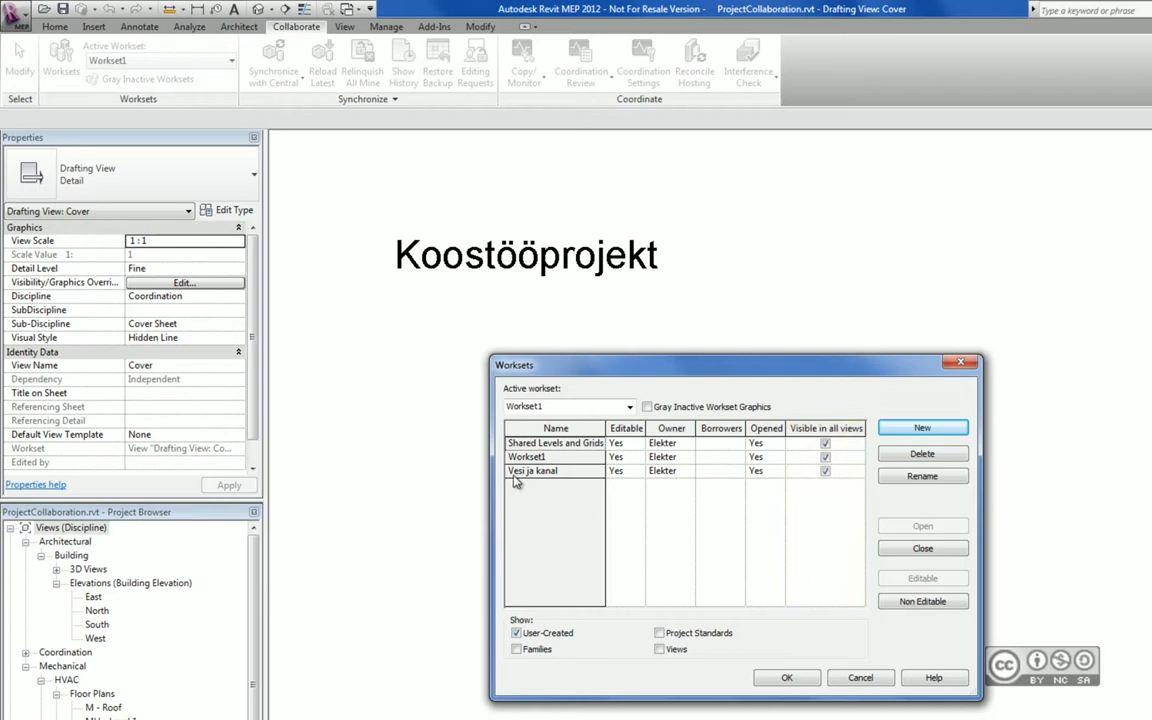 Autodesk Revit MEP 2012 - Not For Resale Version - ProjectCollaboration.rvt - Drafting View: Cover
Type a keyword or phrase
MEP Home Insert Annotate Analyze Architect Collaborate View Manage Add-Ins Modify
Modify Worksets Active Workset: Synchronize with Central Reload Latest Relinquish All Mine Show History Restore Backup Editing Requests Copy/ Monitor Coordination Review Coordination Settings Reconcile Hosting Interference Check
Workset1
Gray Inactive Worksets
Select Worksets Synchronize Coordinate
Properties
Drafting View
Detail
Drafting View: Cover Edit Type
Graphics
View Scale 1 : 1
Scale Value 1: 1
Detail Level Fine
Visibility/Graphics Overri... Edit...
Discipline Coordination
SubDiscipline
Sub-Discipline Cover Sheet
Visual Style Hidden Line
Identity Data
View Name Cover
Dependency Independent
Title on Sheet
Referencing Sheet
Referencing Detail
Default View Template None
Workset View "Drafting View: Co...
Edited by
Properties help Apply
ProjectCollaboration.rvt - Project Browser
Views (Discipline)
Architectural
Building
3D Views
Elevations (Building Elevation)
East
North
South
West
Coordination
Mechanical
HVAC
Floor Plans
M - Roof
Koostööprojekt
Worksets
Active workset:
Workset1 Gray Inactive Workset Graphics
Name Editable Owner Borrowers Opened Visible in all views
Shared Levels and Grids Yes Elekter Yes
Workset1 Yes Elekter Yes
Vesi ja kanal Yes Elekter Yes
New
Delete
Rename
Open
Close
Editable
Non Editable
Show:
User-Created Project Standards
Families Views
OK Cancel Help
cc BY NC SA